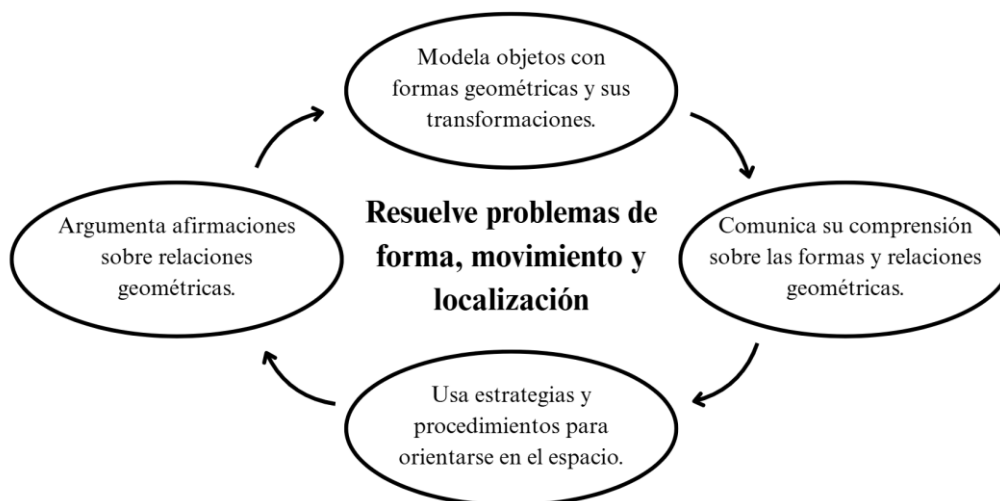 Modela objetos con
formas geométricas y sus
transformaciones.
Resuelve problemas de
forma, movimiento y
localización
Comunica su comprensión
sobre las formas y relaciones
geométricas.
Usa estrategias y
procedimientos para
orientarse en el espacio.
Argumenta afirmaciones
sobre relaciones
geométricas.